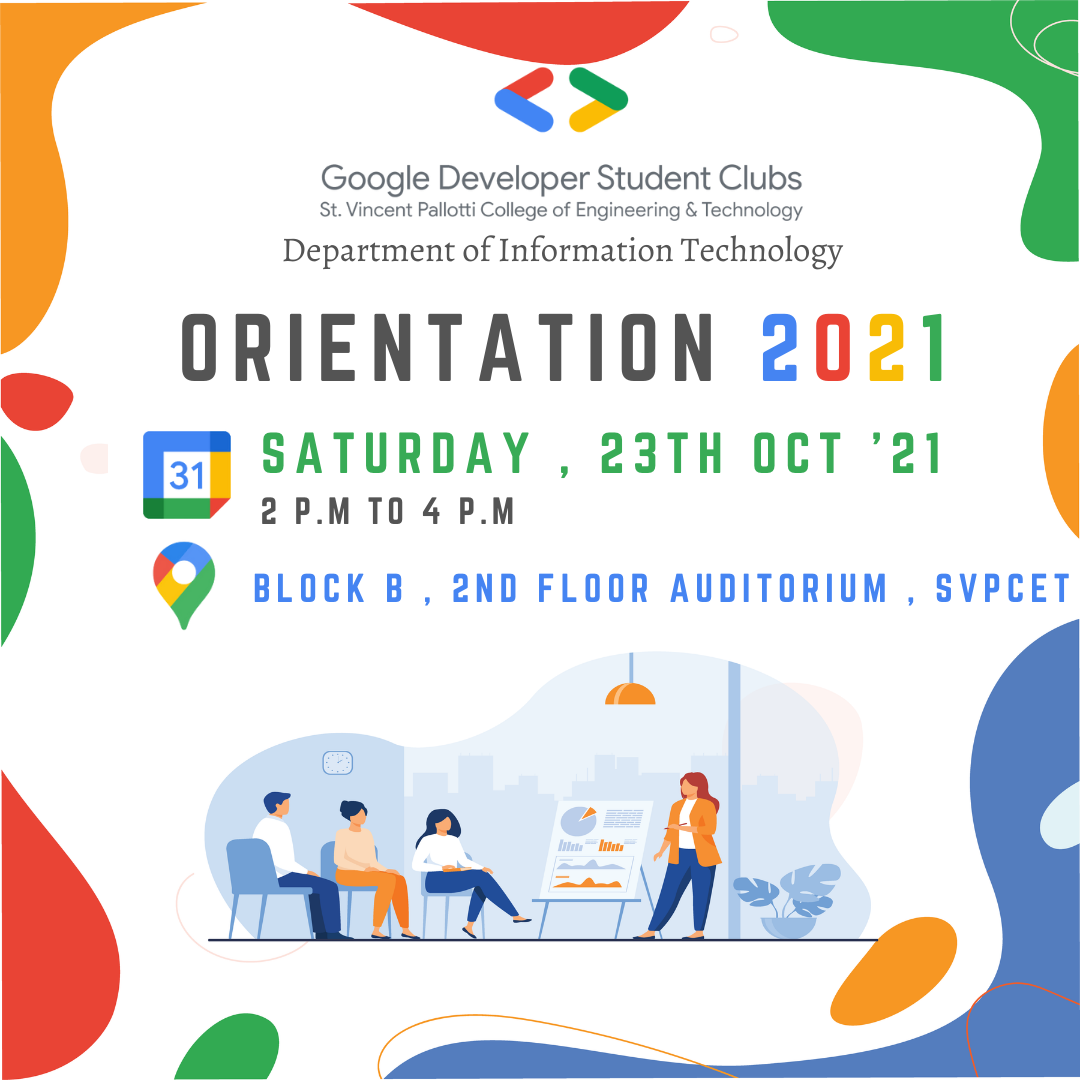 Google Developer Student Clubs
St. Vincent Pallotti College of Engineering & Technology
Department of Information Technology
ORIENTATION 2021
31
SATURDAY , 23TH OCT '21
2 P.M TO 4 P.M
BLOCK B , 2ND FLOOR AUDITORIUM , SVPCET